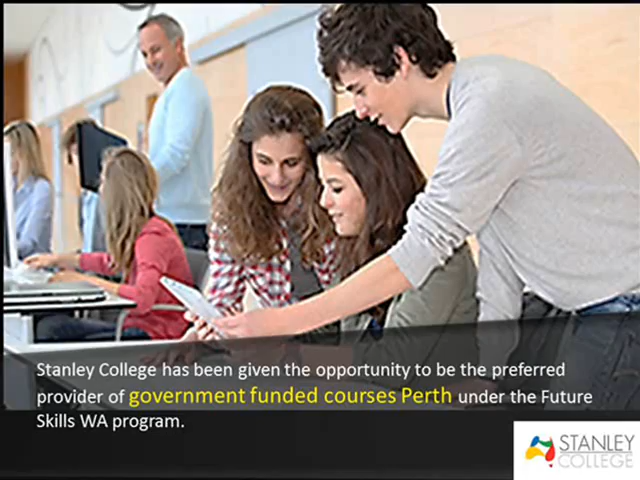 Stanley College has been given the opportunity to be the preferred
provider of government funded courses Perth under the Future
Skills WA program.
STANLEY
COLLEGE